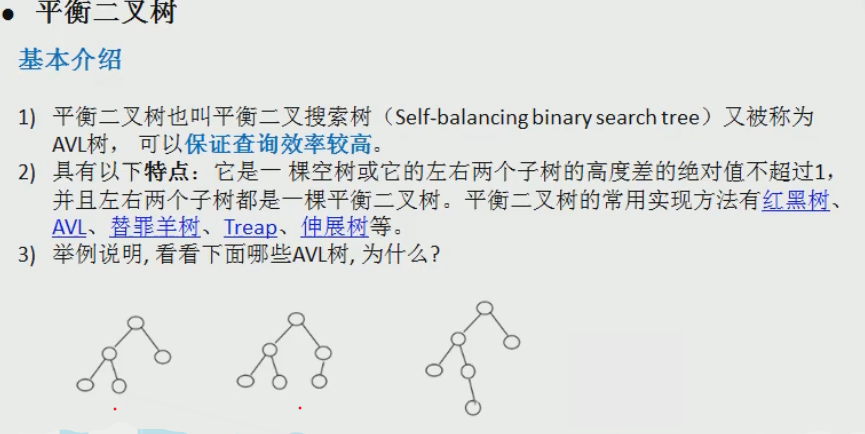 ● 平衡二叉树
基本介绍
1) 平衡二叉树也叫平衡二叉搜索树（Self-balancing binary search tree）又被称为
AVL树， 可以保证查询效率较高。
2) 具有以下特点：它是一 棵空树或它的左右两个子树的高度差的绝对值不超过1，
并且左右两个子树都是一棵平衡二叉树。平衡二叉树的常用实现方法有红黑树、
AVL、替罪羊树、Treap、伸展树等。
3) 举例说明, 看看下面哪些AVL树, 为什么?